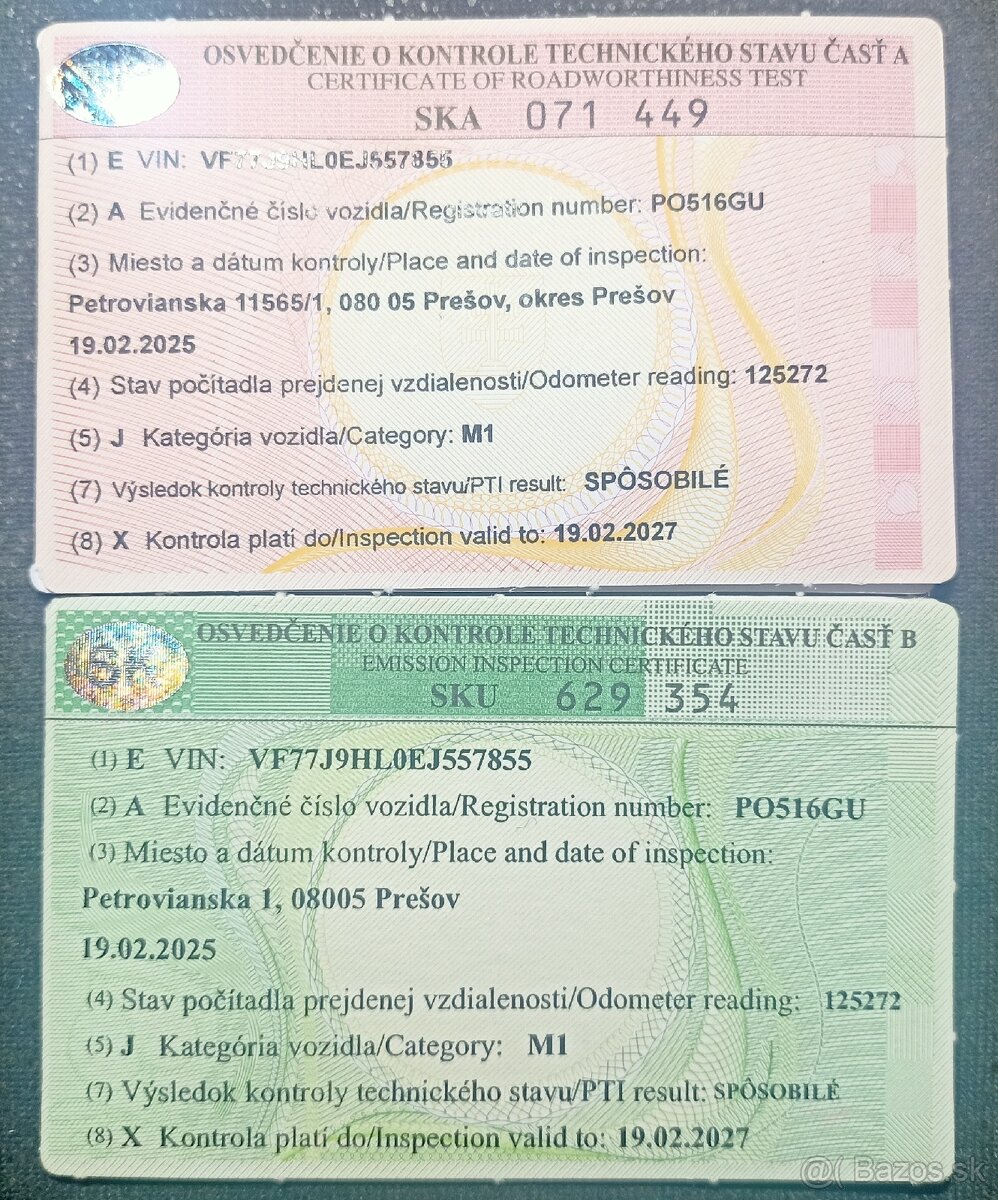 OSVEDČENIE O KONTROLE TECHNICKÉHO STAVU ČASŤ A
CERTIFICATE OF ROADWORTHINESS TEST
SKA 071 449
(1) E VIN: VF77J9HL0EJ557855
(2) A Evidenčné číslo vozidla/Registration number: PO516GU
(3) Miesto a dátum kontroly/Place and date of inspection:
Petrovianska 11565/1, 080 05 Prešov, okres Prešov
19.02.2025
(4) Stav počítadla prejdenej vzdialenosti/Odometer reading: 125272
(5) J Kategória vozidla/Category: M1
(7) Výsledok kontroly technického stavu/PTI result: SPÔSOBILÉ
(8) X Kontrola platí do/Inspection valid to: 19.02.2027
OSVEDČENIE O KONTROLE TECHNICKÉHO STAVU ČASŤ B
EMISSION INSPECTION CERTIFICATE
SKU 629 354
(1) E VIN: VF77J9HL0EJ557855
(2) A Evidenčné číslo vozidla/Registration number: PO516GU
(3) Miesto a dátum kontroly/Place and date of inspection:
Petrovianska 1, 08005 Prešov
19.02.2025
(4) Stav počítadla prejdenej vzdialenosti/Odometer reading: 125272
(5) J Kategória vozidla/Category: M1
(7) Výsledok kontroly technického stavu/PTI result: SPÔSOBILÉ
(8) X Kontrola platí do/Inspection valid to: 19.02.2027
Bazos.sk